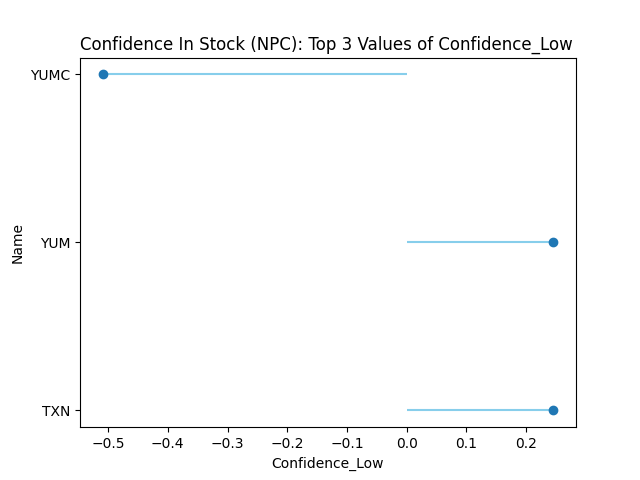 Confidence In Stock (NPC): Top 3 Values of Confidence_Low
YUMC
YUM
TXN
Name
−0.5 −0.4 −0.3 −0.2 −0.1 0.0 0.1 0.2
Confidence_Low